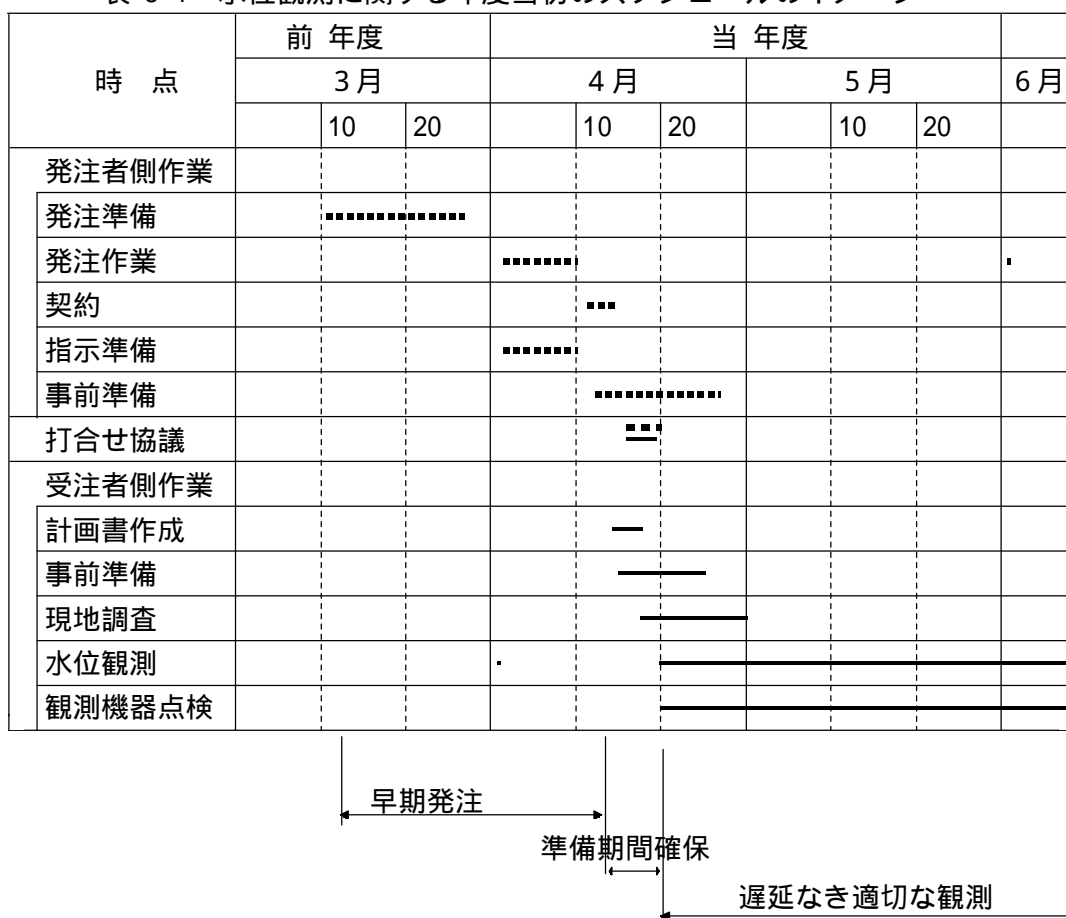 前 年度 当 年度
時 点 3月 4月 5月 6月
10 20 10 20 10 20
発注者側作業
発注準備
発注作業
契約
指示準備
事前準備
打合せ協議
受注者側作業
計画書作成
事前準備
現地調査
水位観測
観測機器点検
早期発注
準備期間確保
遅延なき適切な観測